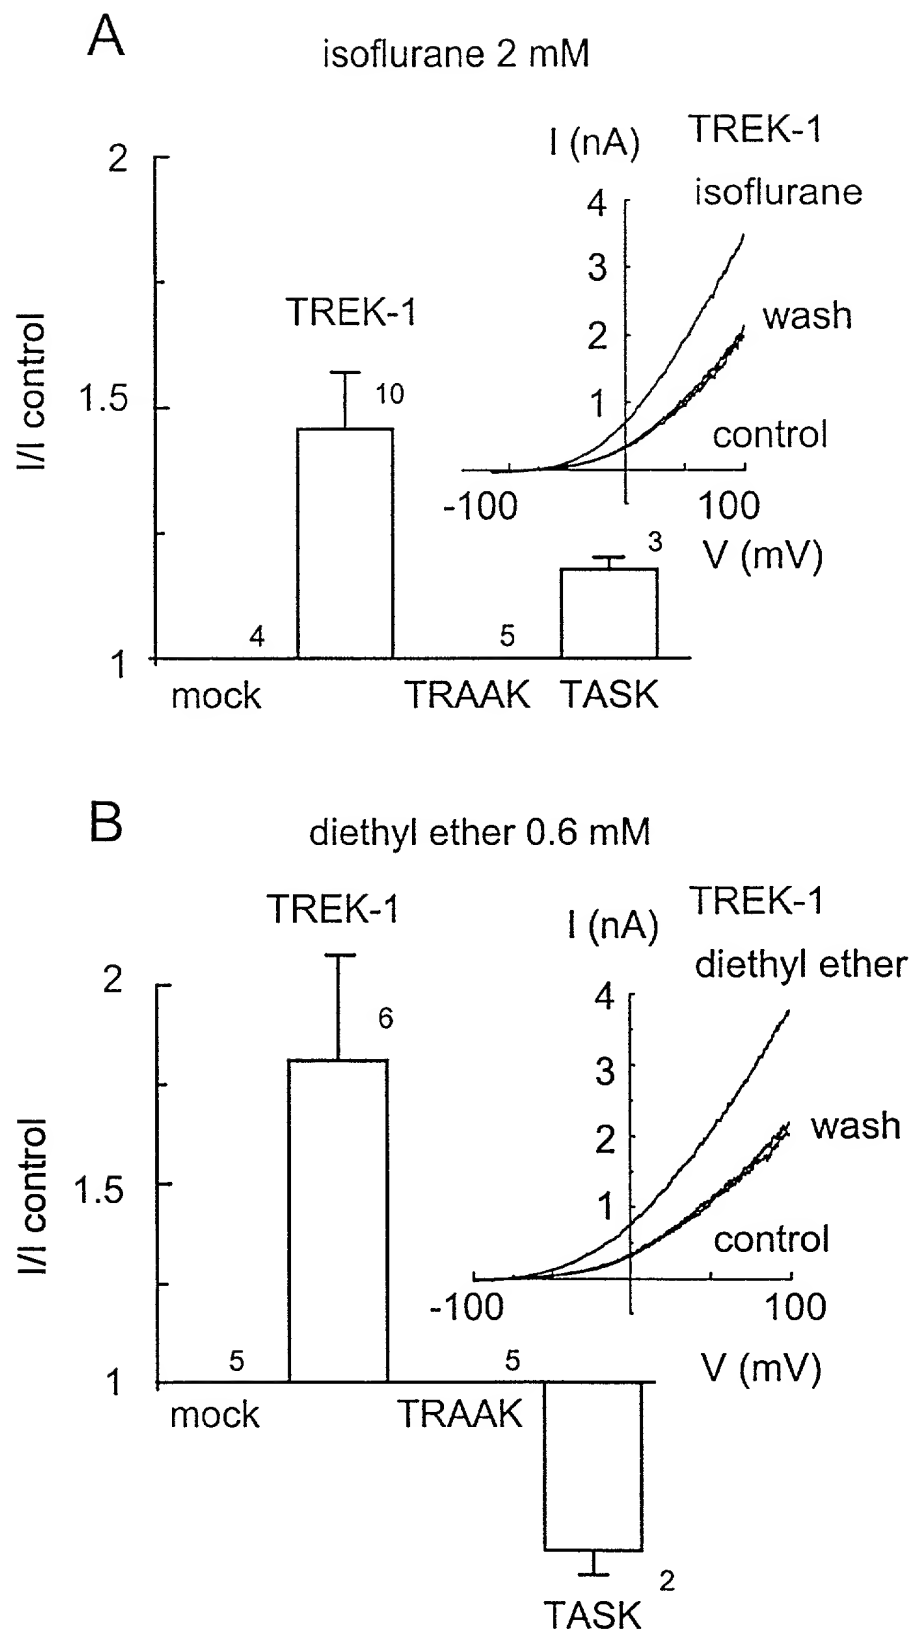 A
isoflurane 2 mM
I (nA)
TREK-1
isoflurane
2
4
3
TREK-1
2
wash
1.5
10
1
control
I/I control
-100
100
3
V (mV)
4
5
1
mock
TRAAK
TASK
B
diethyl ether 0.6 mM
TREK-1
I (nA)
TREK-1
diethyl ether
2
4
6
3
2
wash
1.5
1
control
I/I control
-100
100
5
5
V (mV)
1
mock
TRAAK
2
TASK